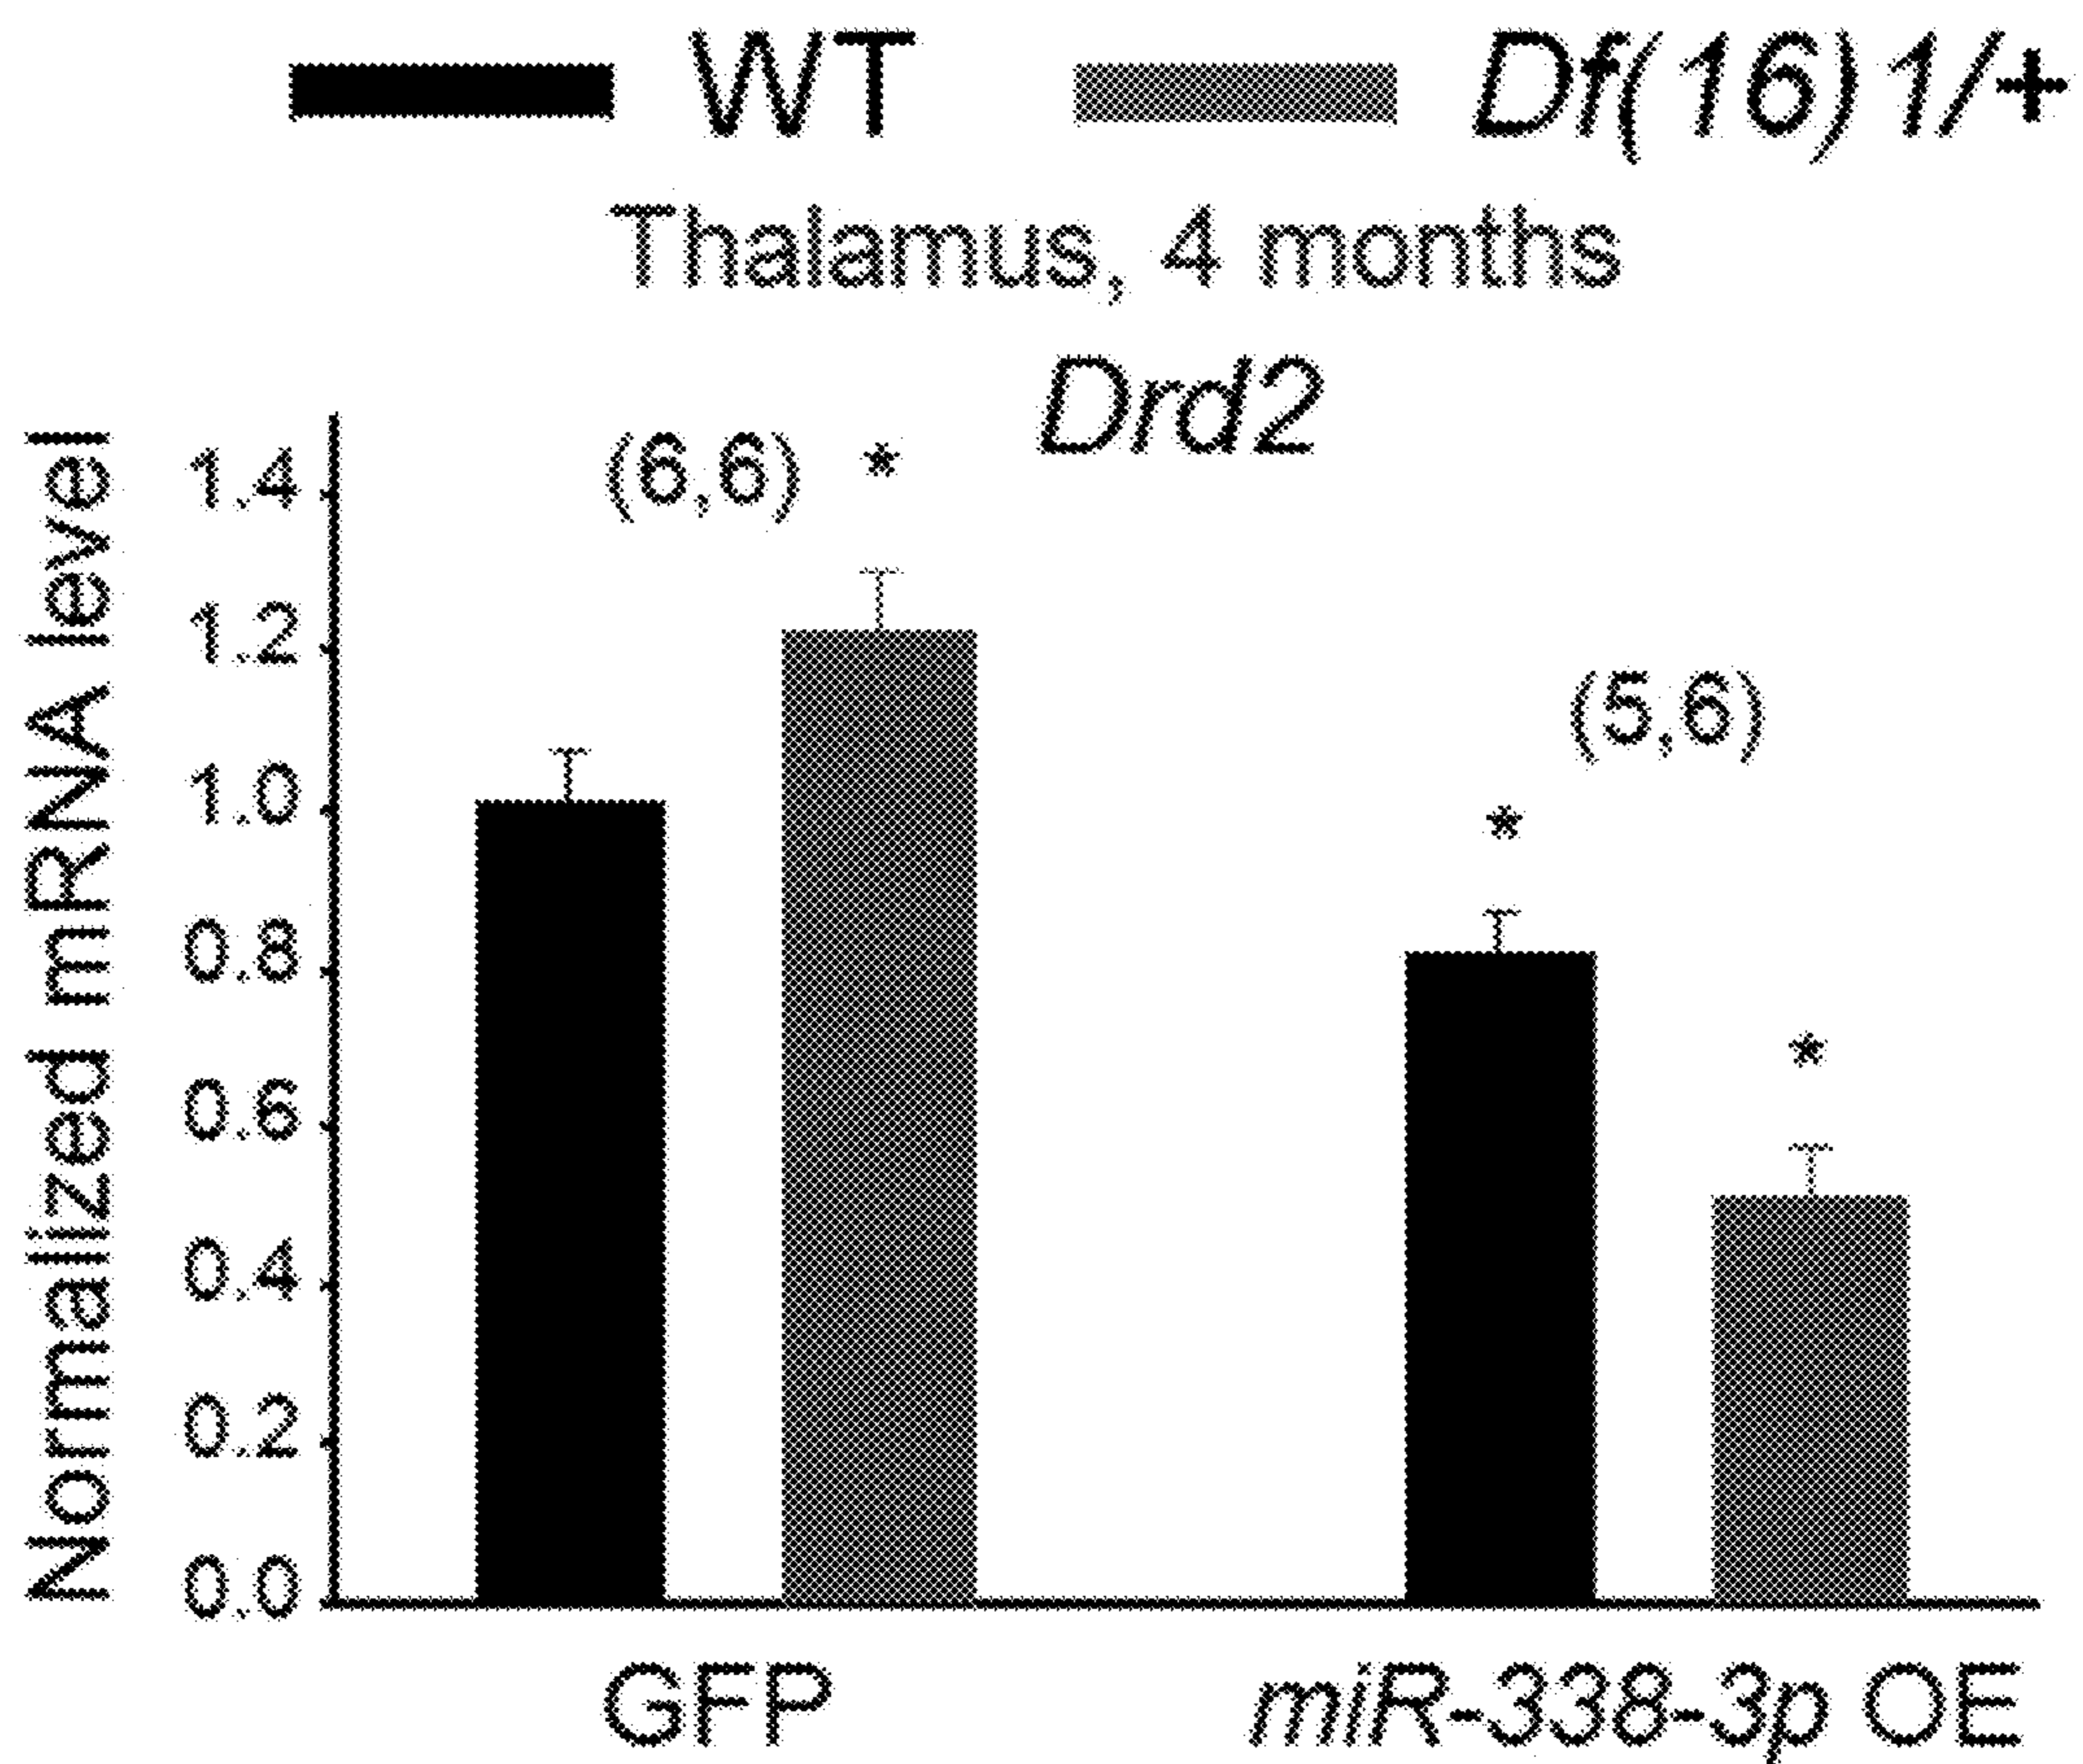 WT Df(16)1/+
Thalamus, 4 months
Drd2
Normalized mRNA level
(6,6) *
(5,6)
*
*
1.4
1.2
1.0
0.8
0.6
0.4
0.2
0.0
GFP miR-338-3p OE